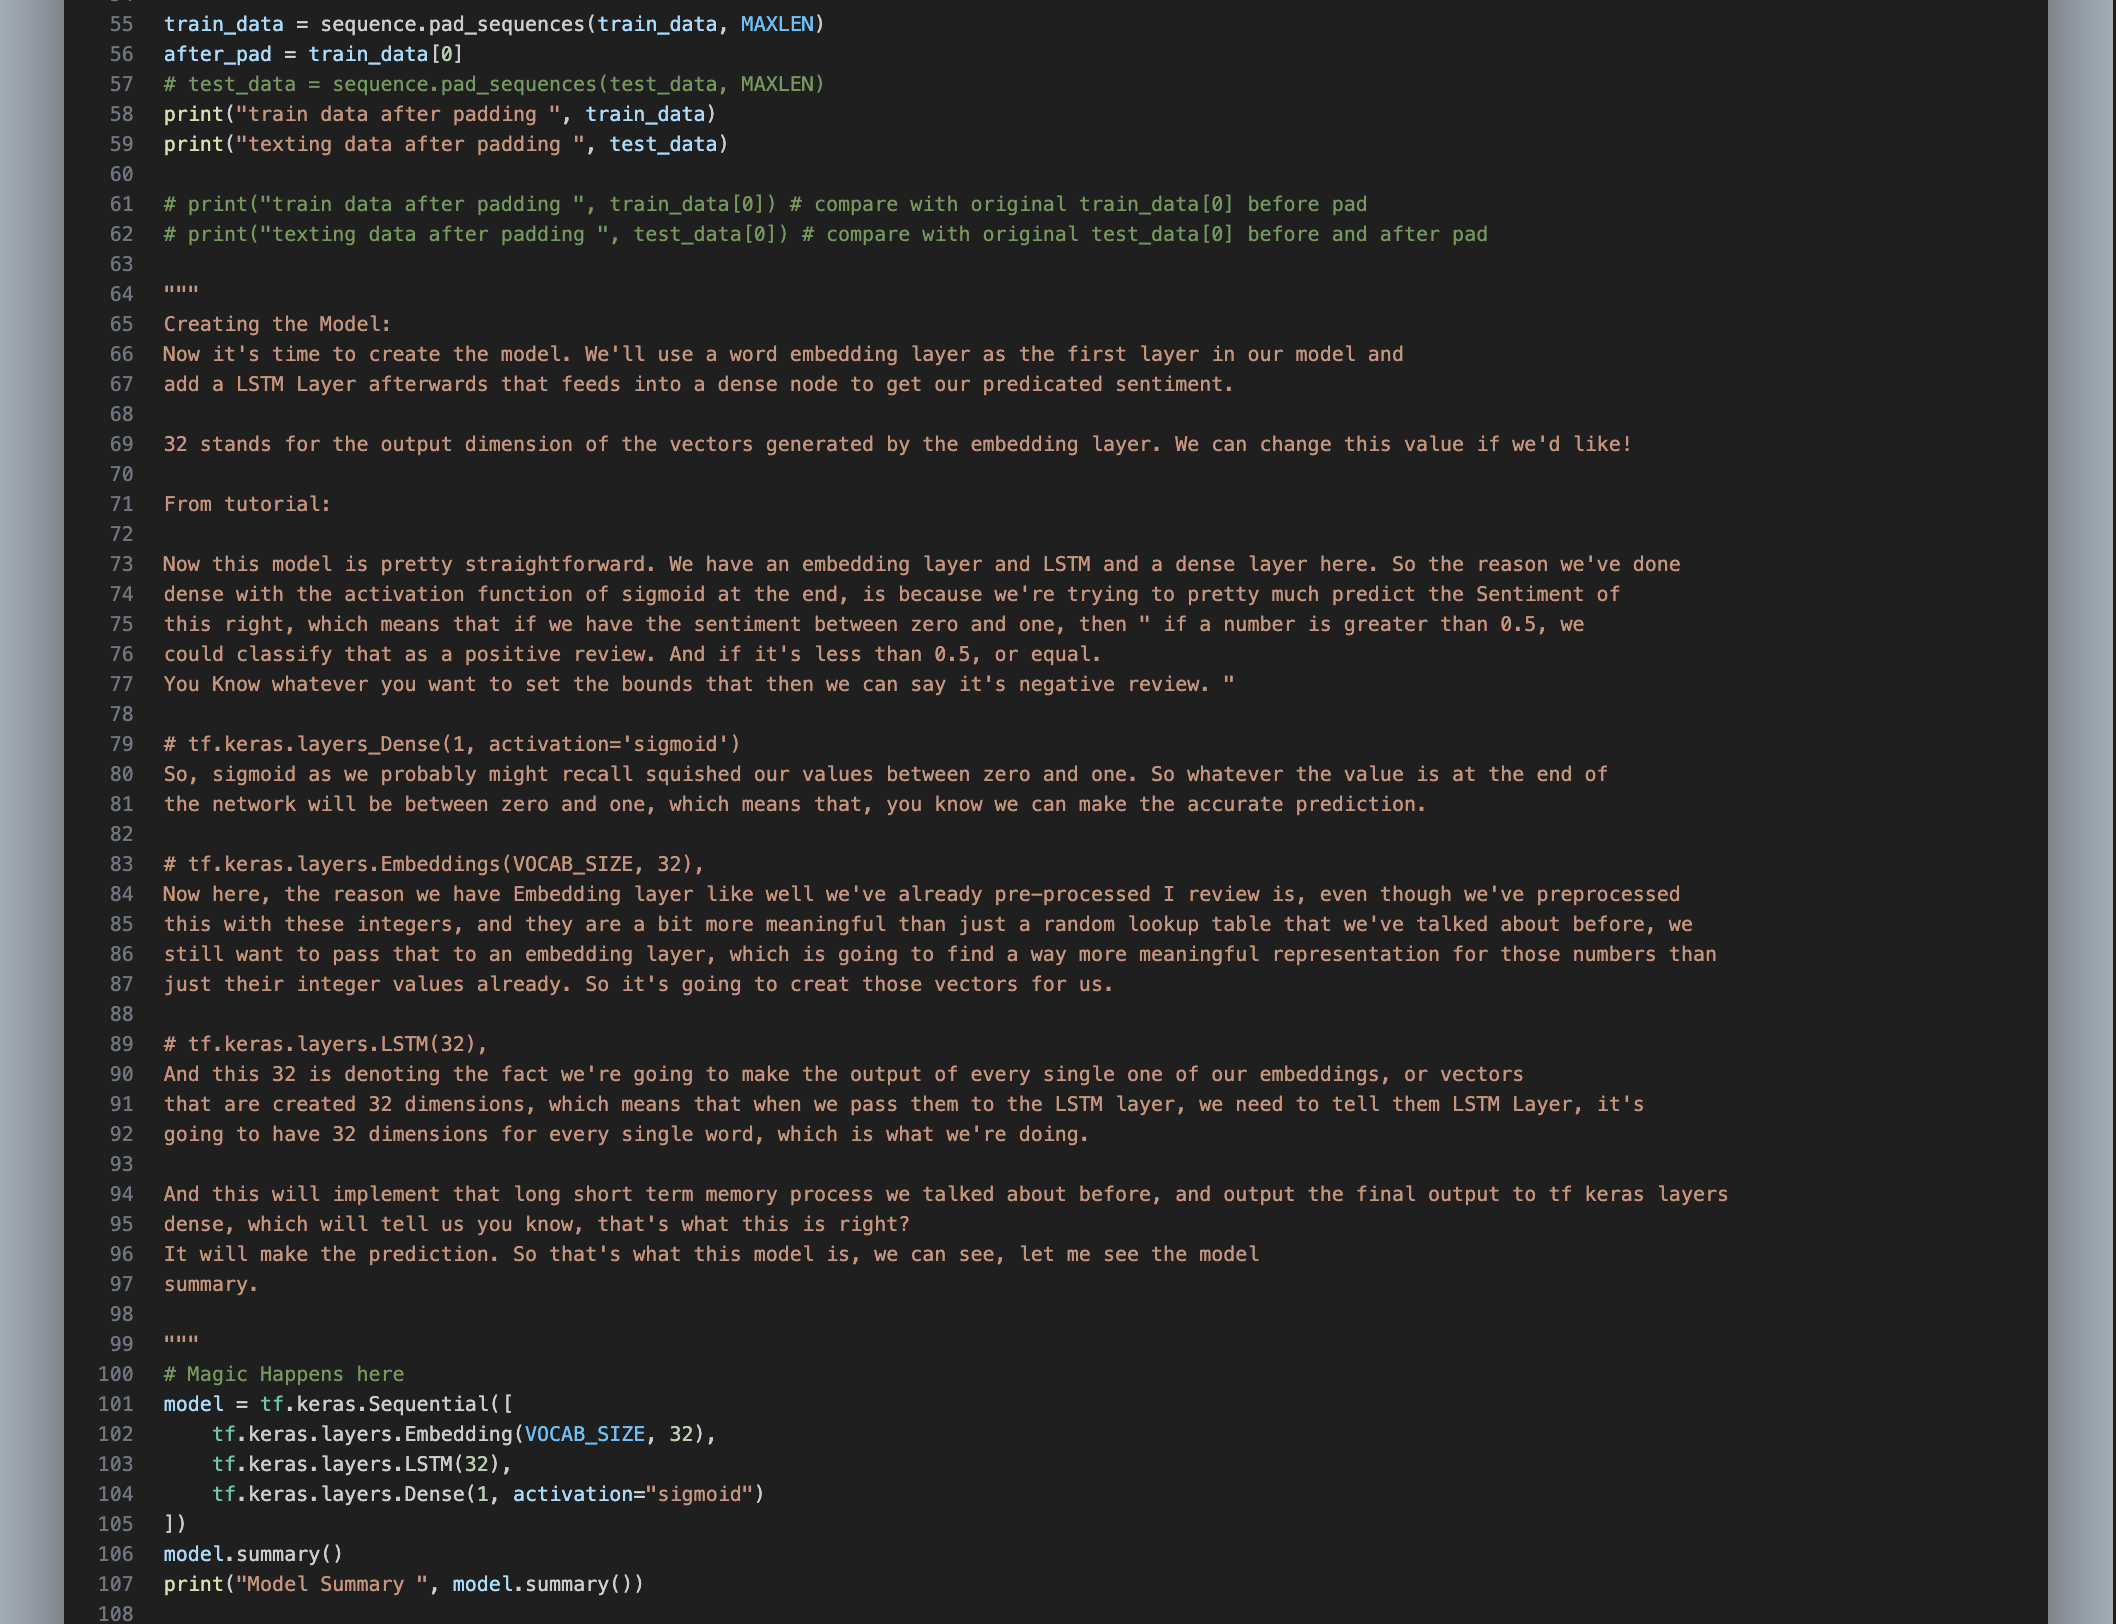 55 train_data = sequence.pad_sequences(train_data, MAXLEN)
56 after_pad = train_data[0]
57 # test_data = sequence.pad_sequences(test_data, MAXLEN)
58 print("train data after padding ", train_data)
59 print("texting data after padding ", test_data)
60
61 # print("train data after padding ", train_data[0]) # compare with original train_data[0] before pad
62 # print("texting data after padding ", test_data[0]) # compare with original test_data[0] before and after pad
63
64 """
65 Creating the Model:
66 Now it's time to create the model. We'll use a word embedding layer as the first layer in our model and
67 add a LSTM Layer afterwards that feeds into a dense node to get our predicated sentiment.
68
69 32 stands for the output dimension of the vectors generated by the embedding layer. We can change this value if we'd like!
70
71 From tutorial:
72
73 Now this model is pretty straightforward. We have an embedding layer and LSTM and a dense layer here. So the reason we've done
74 dense with the activation function of sigmoid at the end, is because we're trying to pretty much predict the Sentiment of
75 this right, which means that if we have the sentiment between zero and one, then " if a number is greater than 0.5, we
76 could classify that as a positive review. And if it's less than 0.5, or equal.
77 You Know whatever you want to set the bounds that then we can say it's negative review. "
78
79 # tf.keras.layers_Dense(1, activation='sigmoid')
80 So, sigmoid as we probably might recall squished our values between zero and one. So whatever the value is at the end of
81 the network will be between zero and one, which means that, you know we can make the accurate prediction.
82
83 # tf.keras.layers.Embeddings(VOCAB_SIZE, 32),
84 Now here, the reason we have Embedding layer like well we've already pre-processed I review is, even though we've preprocessed
85 this with these integers, and they are a bit more meaningful than just a random lookup table that we've talked about before, we
86 still want to pass that to an embedding layer, which is going to find a way more meaningful representation for those numbers than
87 just their integer values already. So it's going to creat those vectors for us.
88
89 # tf.keras.layers.LSTM(32),
90 And this 32 is denoting the fact we're going to make the output of every single one of our embeddings, or vectors
91 that are created 32 dimensions, which means that when we pass them to the LSTM layer, we need to tell them LSTM Layer, it's
92 going to have 32 dimensions for every single word, which is what we're doing.
93
94 And this will implement that long short term memory process we talked about before, and output the final output to tf keras layers
95 dense, which will tell us you know, that's what this is right?
96 It will make the prediction. So that's what this model is, we can see, let me see the model
97 summary.
98
99 """
100 # Magic Happens here
101 model = tf.keras.Sequential([
102 tf.keras.layers.Embedding(VOCAB_SIZE, 32),
103 tf.keras.layers.LSTM(32),
104 tf.keras.layers.Dense(1, activation="sigmoid")
105 ])
106 model.summary()
107 print("Model Summary ", model.summary())
108